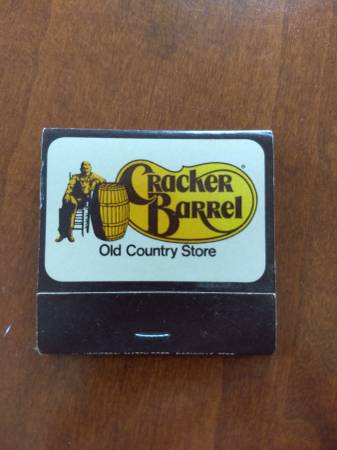 Cracker
Barrel
®
Old Country Store